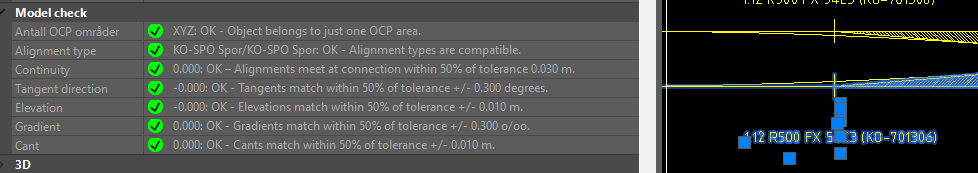 Model check
Antall OCP områder XYZ: OK - Object belongs to just one OCP area.
Alignment type KO-SPO Spor/KO-SPO Spor: OK - Alignment types are compatible.
Continuity 0.000: OK – Alignments meet at connection within 50% of tolerance 0.030 m.
Tangent direction -0.000: OK - Tangents match within 50% of tolerance +/- 0.300 degrees.
Elevation -0.000: OK - Elevations match within 50% of tolerance +/- 0.010 m.
Gradient 0.000: OK - Gradients match within 50% of tolerance +/- 0.300 o/oo.
Cant 0.000: OK - Cants match within 50% of tolerance +/- 0.010 m.
3D
1:12 R500 FX (KO-701306)